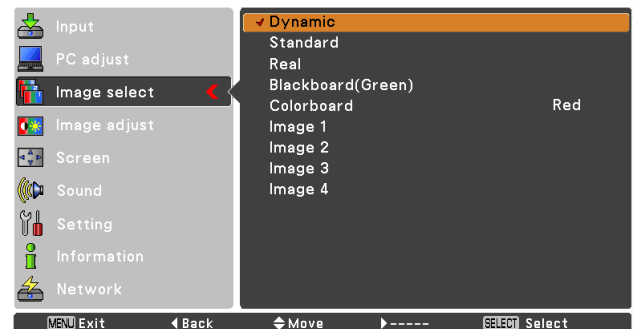 Input
PC adjust
Image select
Image adjust
Screen
Sound
Setting
Information
Network
Dynamic
Standard
Real
Blackboard(Green)
Colorboard Red
Image 1
Image 2
Image 3
Image 4
MENU Exit Back Move ----- SELECT Select